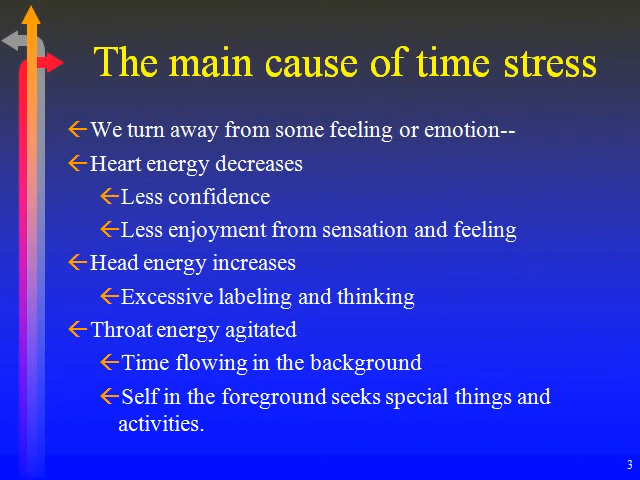 The main cause of time stress
We turn away from some feeling or emotion--
Heart energy decreases
Less confidence
Less enjoyment from sensation and feeling
Head energy increases
Excessive labeling and thinking
Throat energy agitated
Time flowing in the background
Self in the foreground seeks special things and
activities.
3